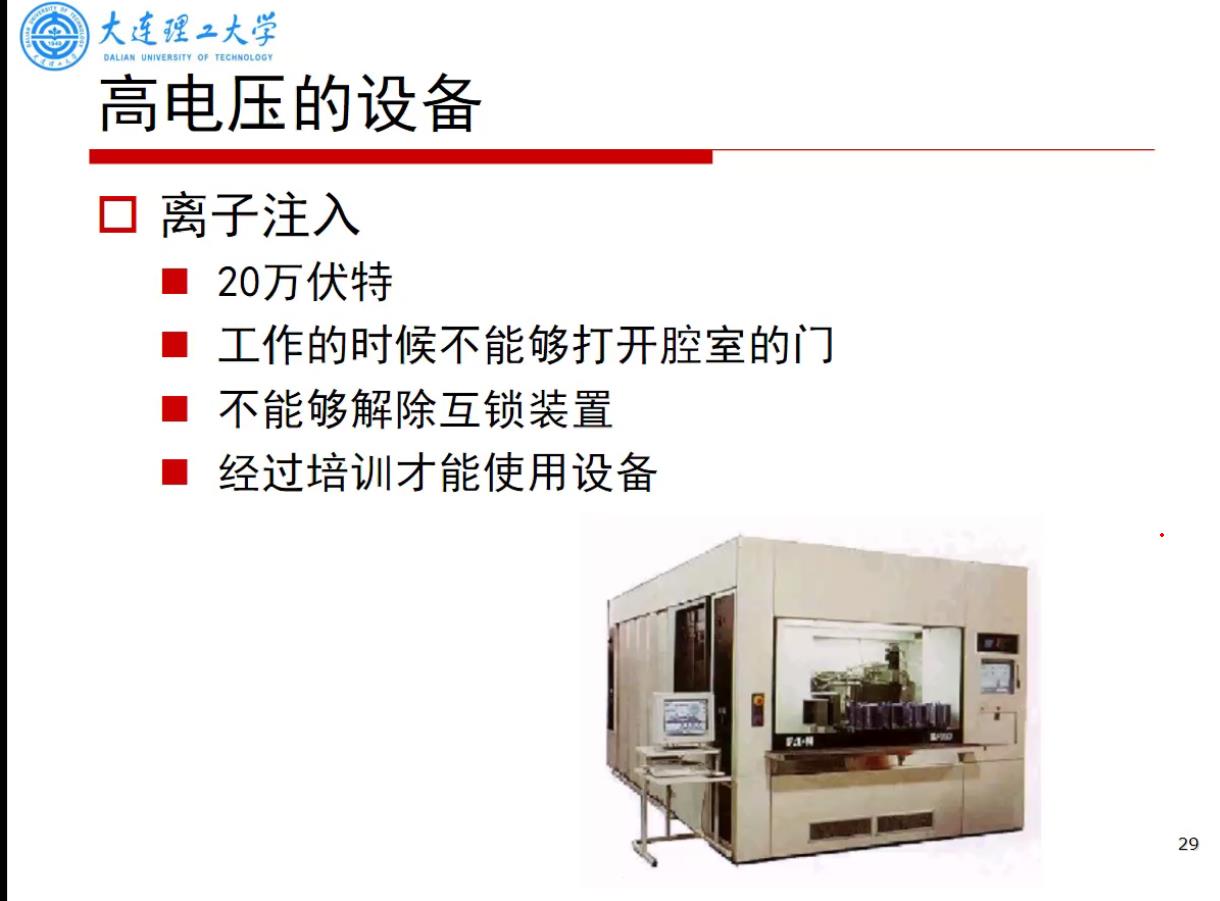 大连理工大学
DALIAN UNIVERSITY OF TECHNOLOGY
高电压的设备
离子注入
20万伏特
工作的时候不能够打开腔室的门
不能够解除互锁装置
经过培训才能使用设备
EATON
29